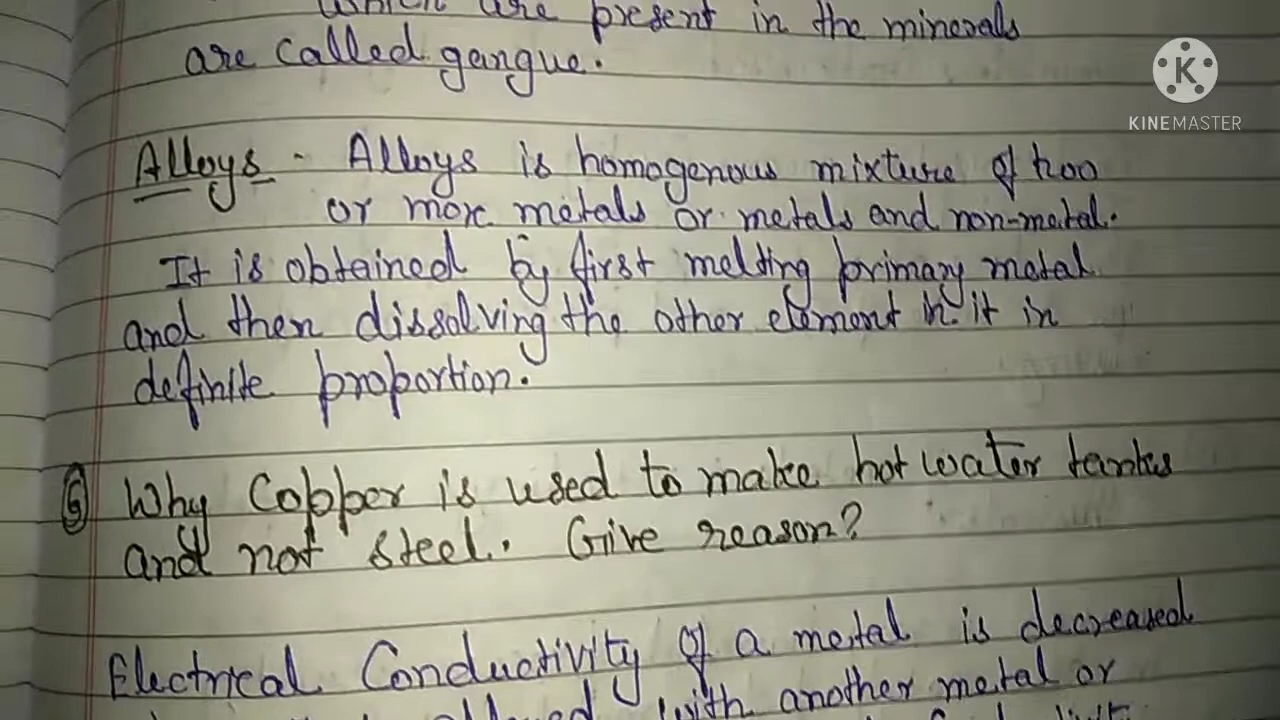 which are present in the minerals
are called gangue.
KINEMASTER
Alloys - Alloys is homogenous mixture of two
or more metals or metals and non-metal.
It is obtained by first melting primary metal
and then dissolving the other element in it in
definite proportion.
Why Copper is used to make hot water tanks
and not steel. Give reason?
Electrical Conductivity of a metal is decreased
alloyed with another metal or